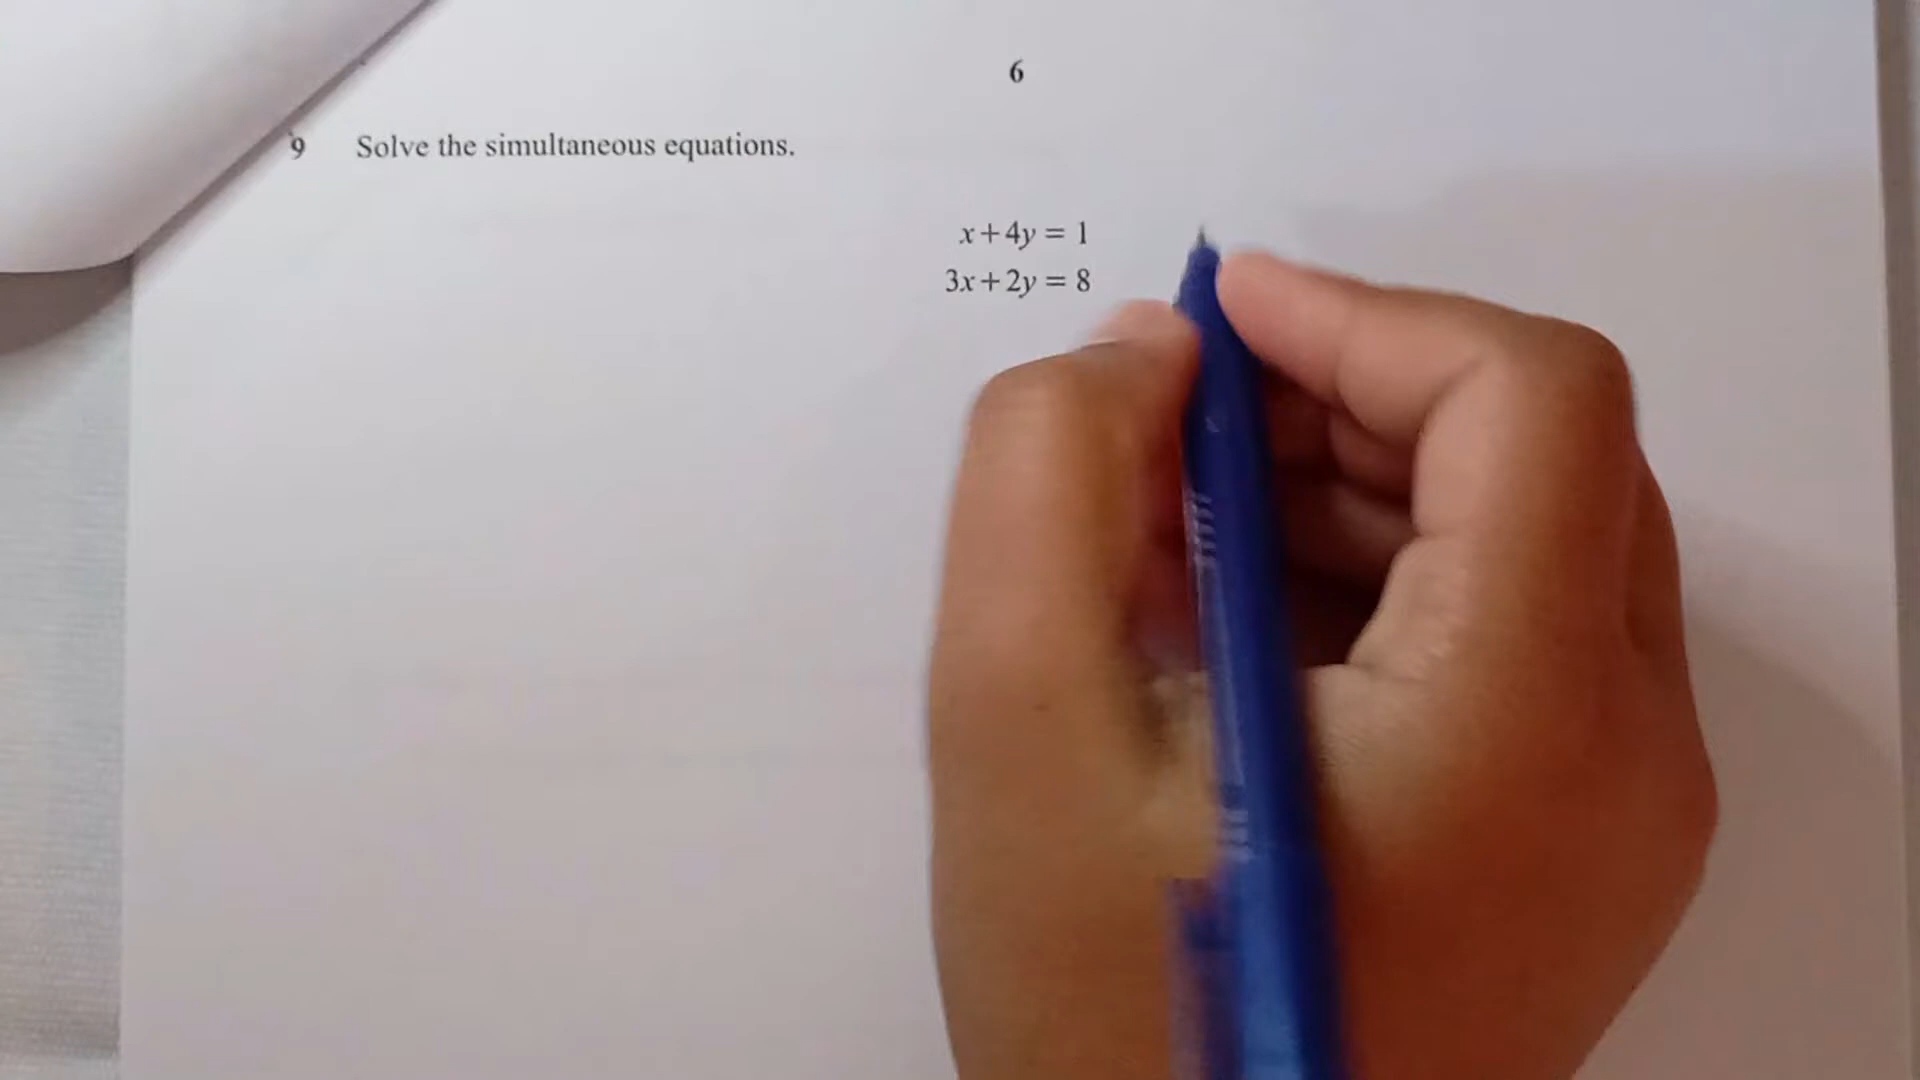 6
9 Solve the simultaneous equations.
x+4y = 1
3x+2y = 8